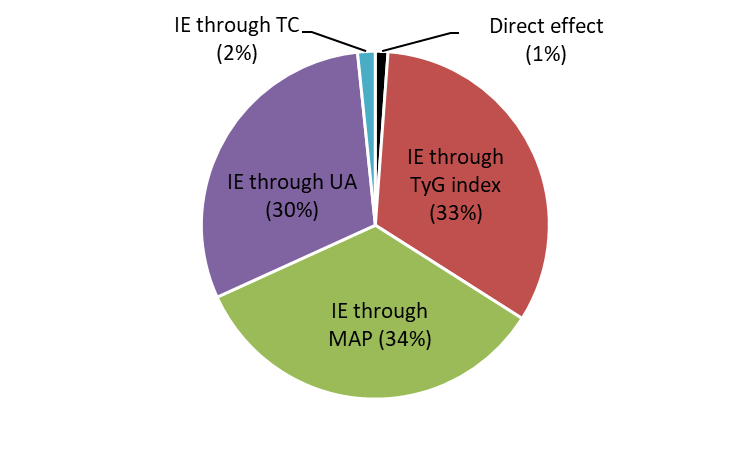 IE through TC
(2%)
Direct effect
(1%)
IE through
TyG index
(33%)
IE through UA
(30%)
IE through
MAP (34%)